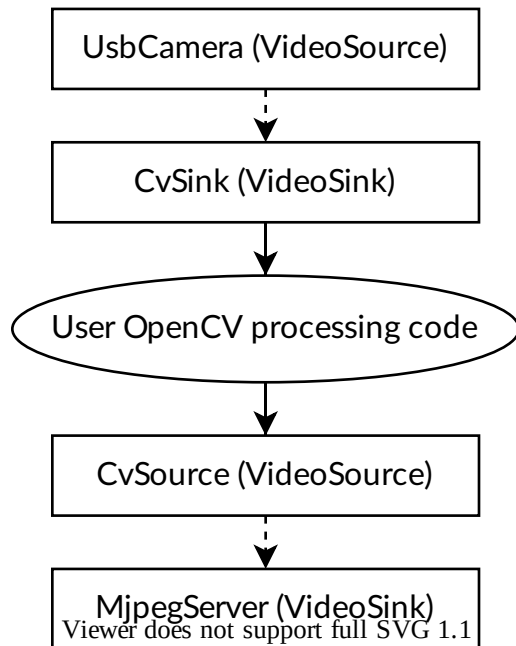 UsbCamera (VideoSource)
CvSink (VideoSink)
User OpenCV processing code
CvSource (VideoSource)
MjpegServer (VideoSink)
Viewer does not support full SVG 1.1